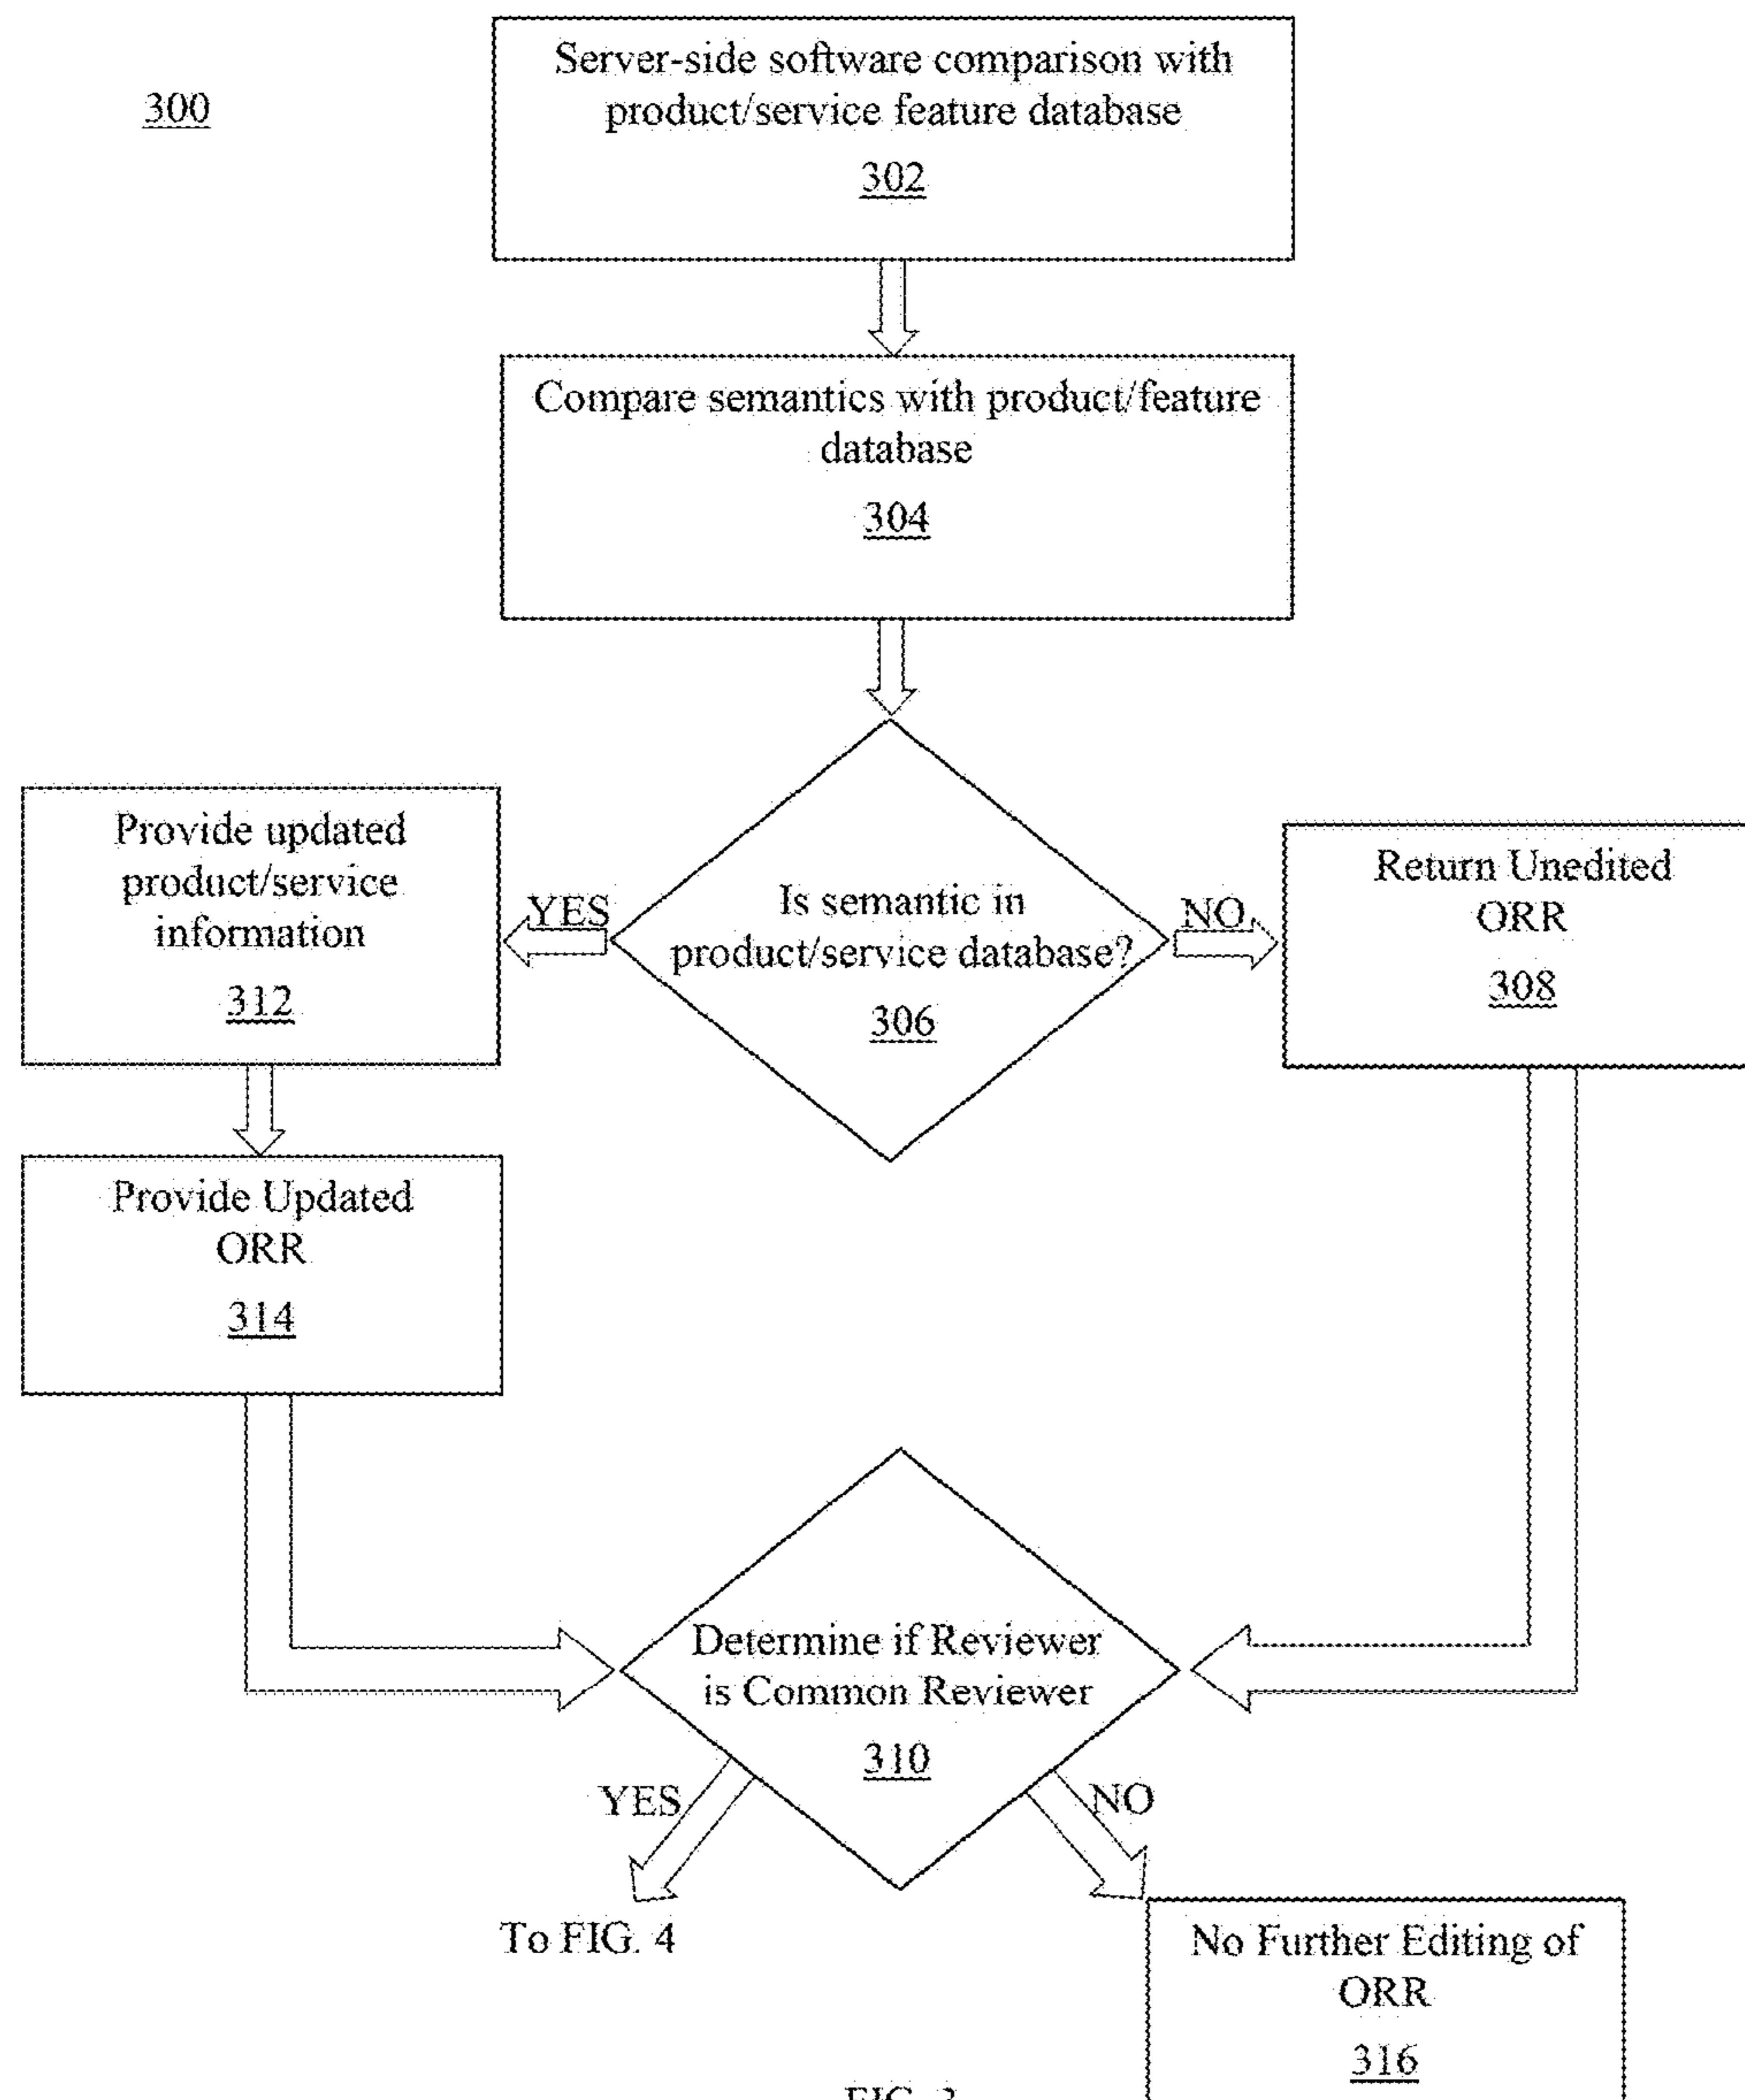 300
Server-side software comparison with
product/service feature database
302
Compare semantics with product/feature
database
304
Is semantic in
product/service database?
306
YES
NO
Provide updated
product/service
information
312
Return Unedited
ORR
308
Provide Updated
ORR
314
Determine if Reviewer
is Common Reviewer
310
YES
NO
To FIG. 4
No Further Editing of
ORR
316
FIG. 3